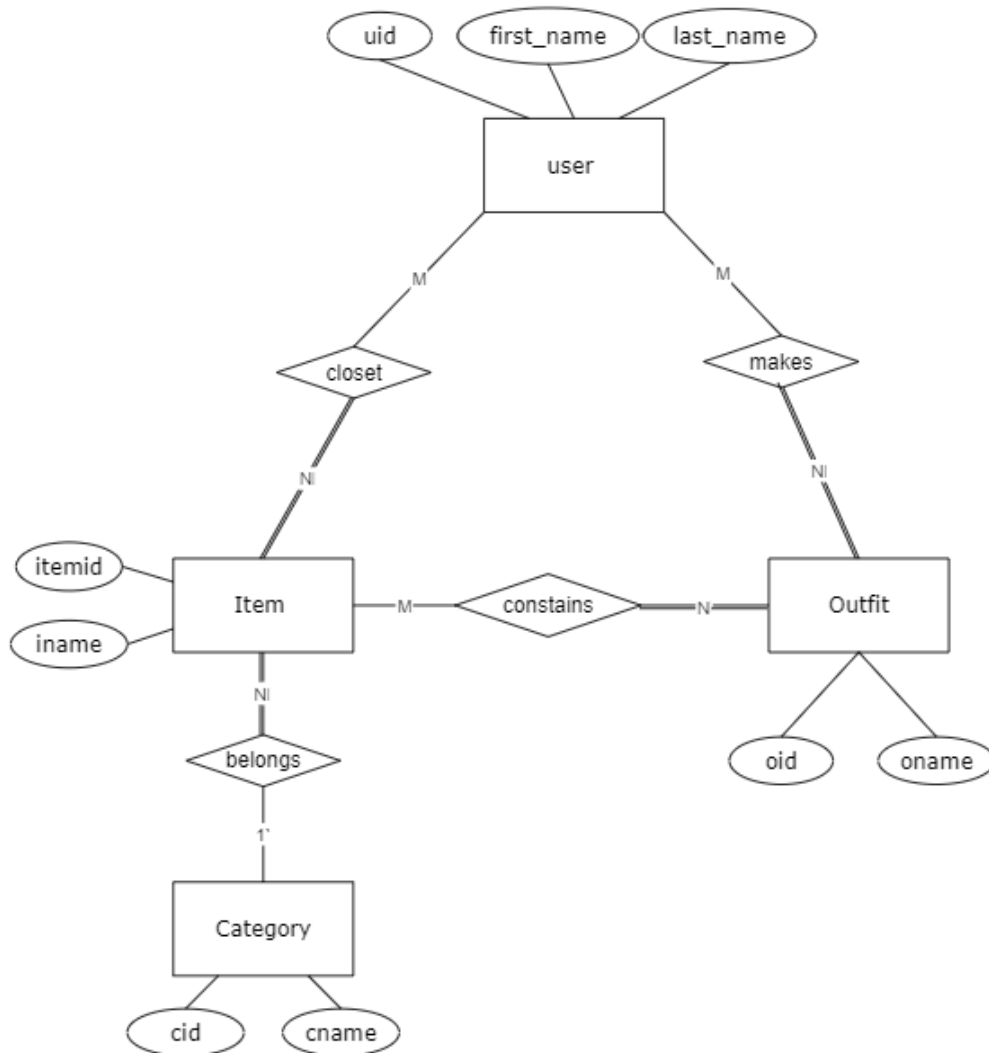 uid
first_name
last_name
user
M
M
closet
makes
N
N
itemid
iname
Item
M
constains
N
Outfit
N
belongs
oid
oname
1`
Category
cid
cname